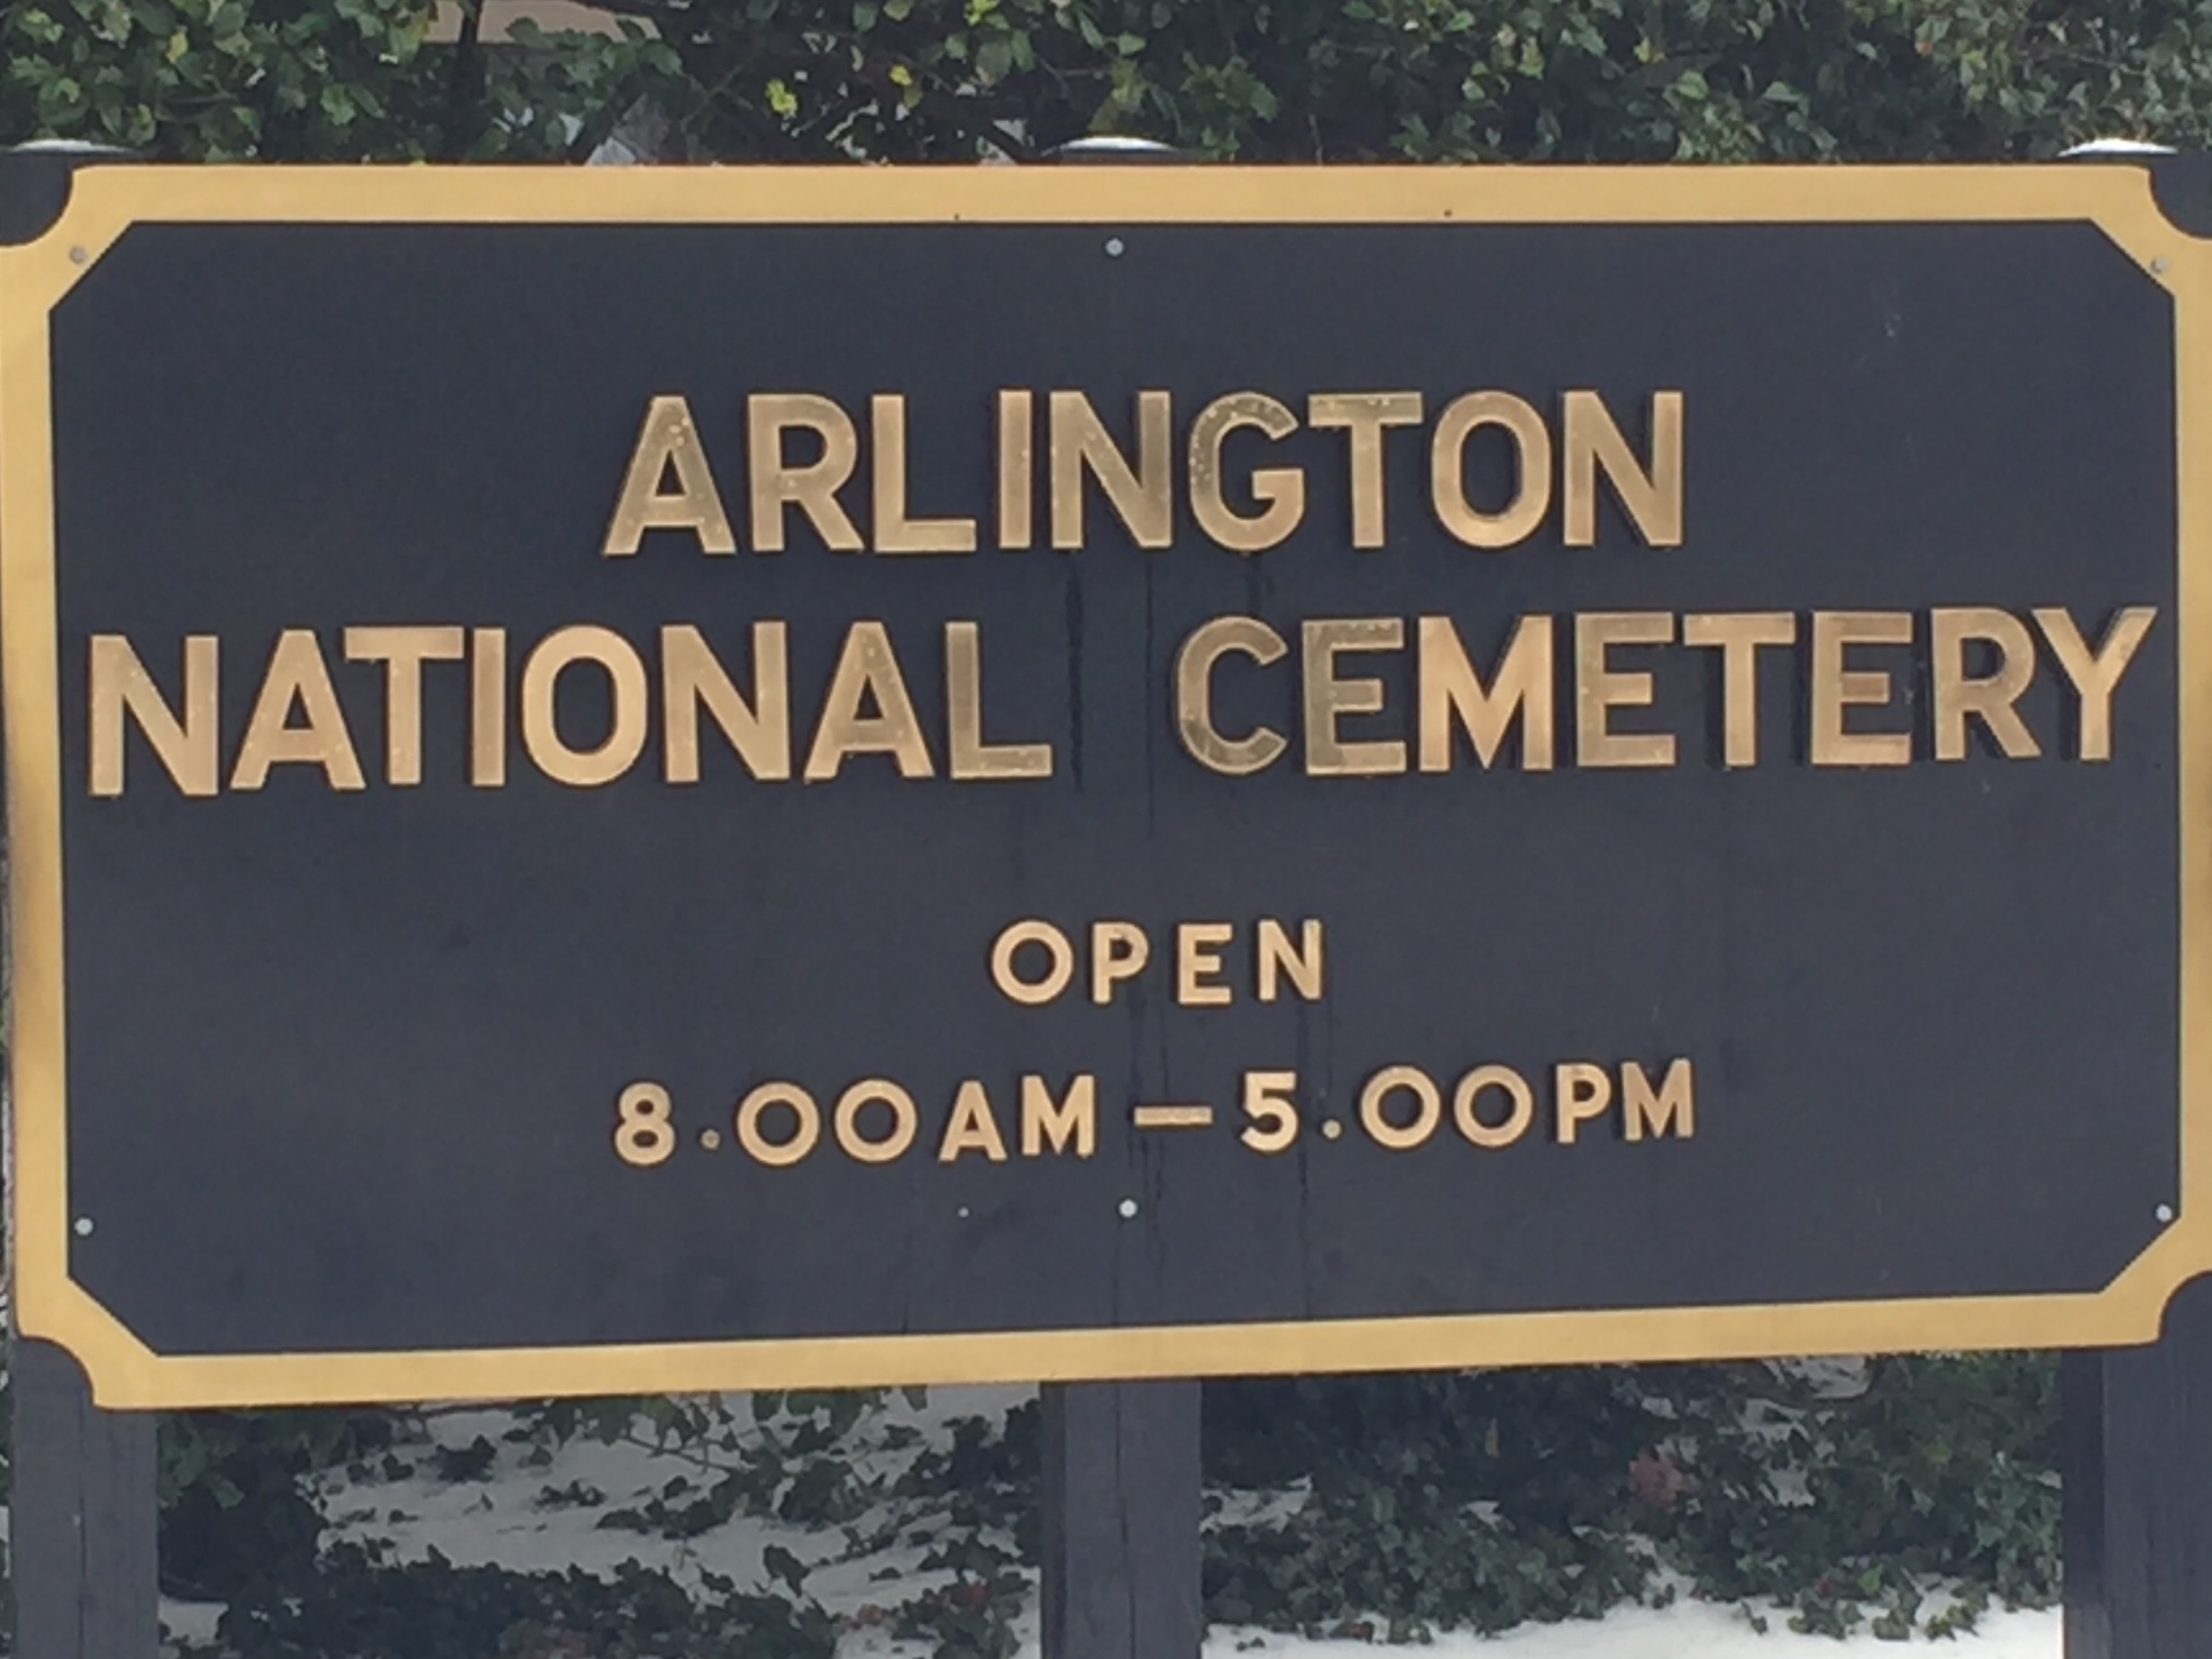 ARLINGTON
NATIONAL CEMETERY
OPEN
8.00AM-5.00PM